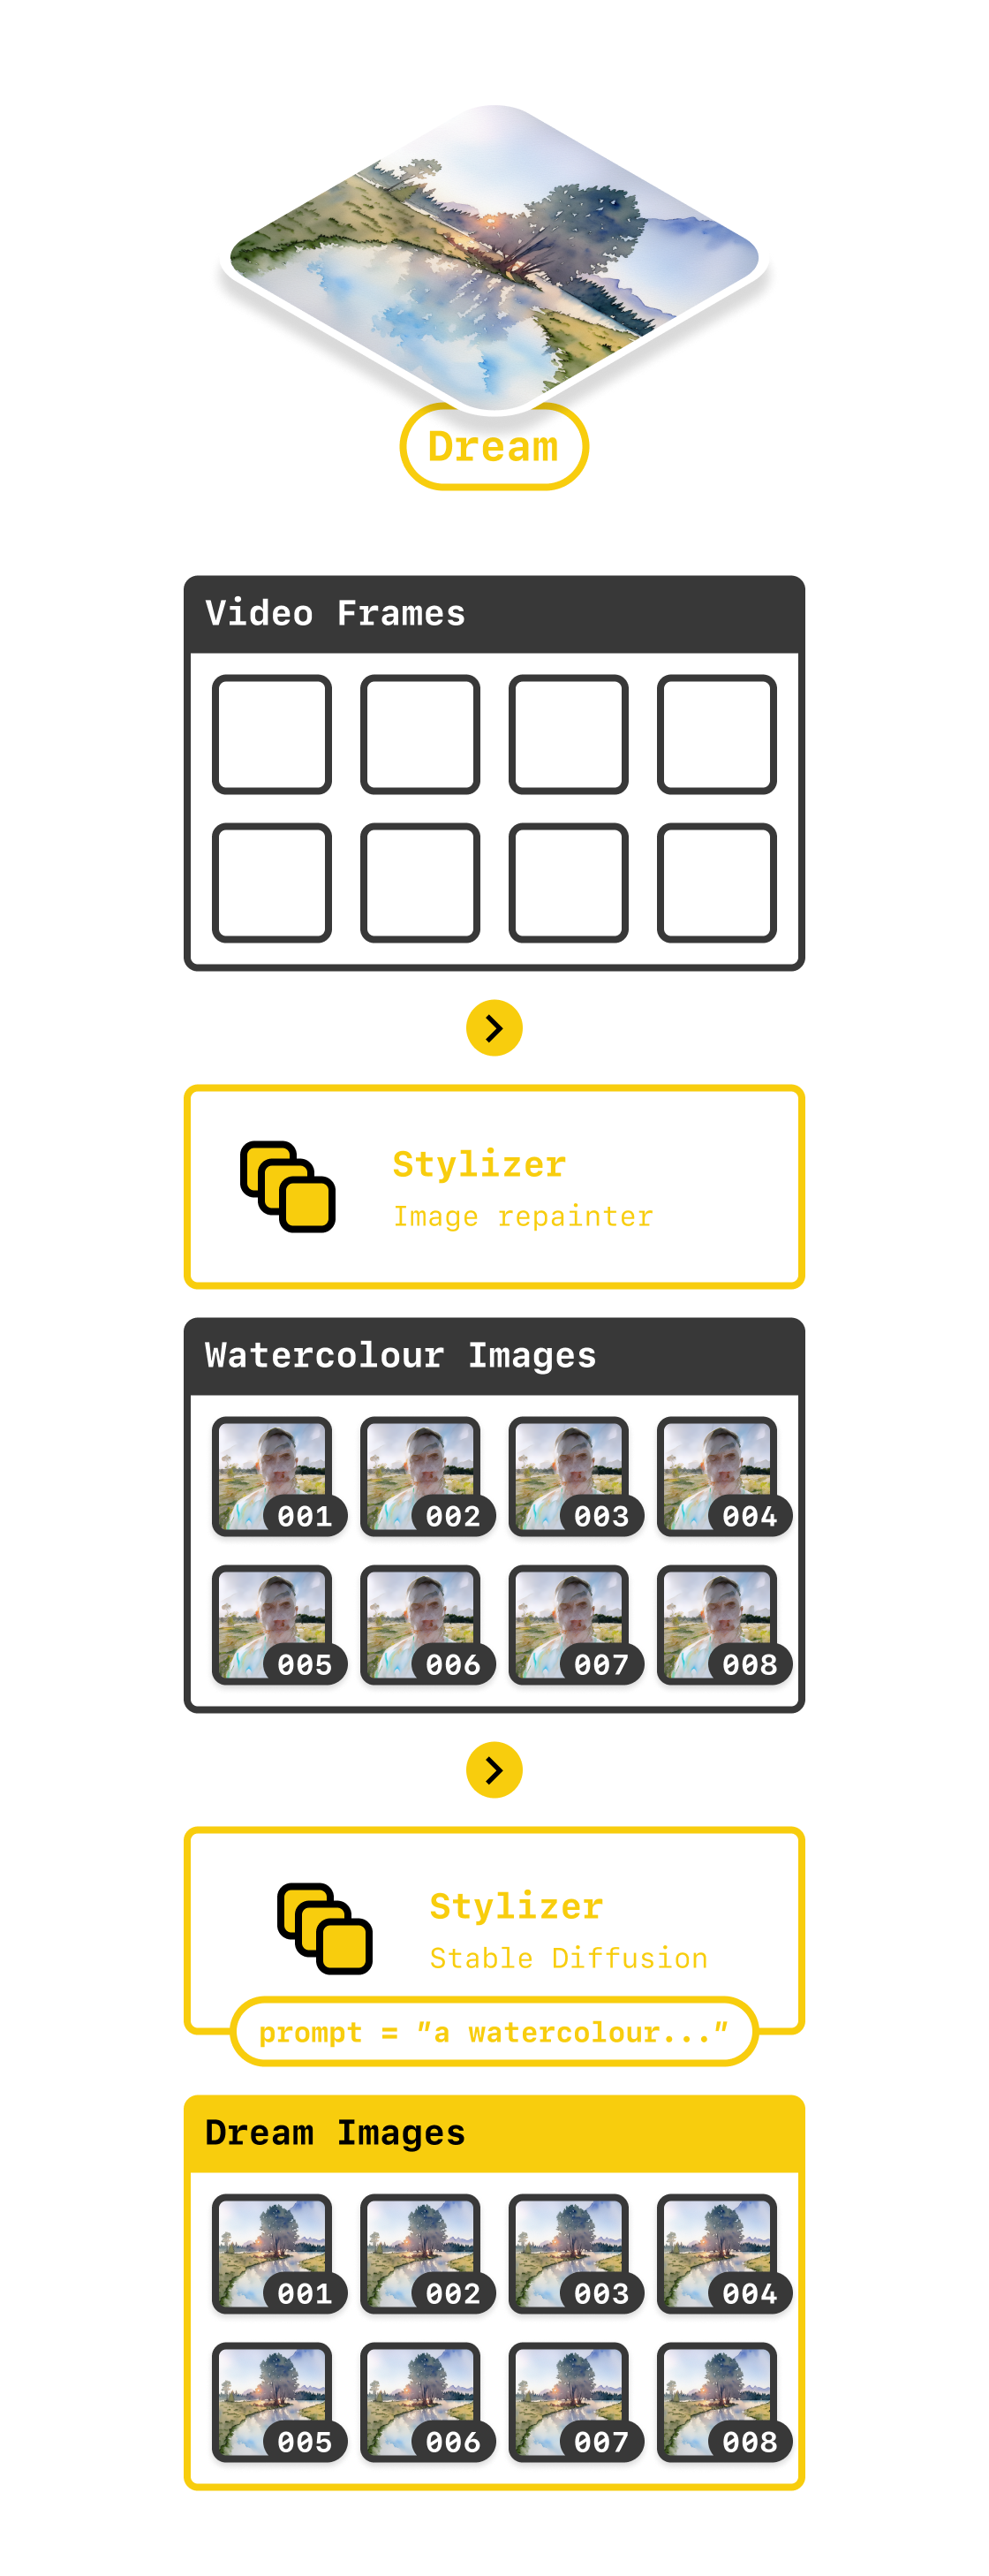 Dream
Video Frames
Stylizer
Image repainter
Watercolour Images
001 002 003 004
005 006 007 008
Stylizer
Stable Diffusion
prompt = "a watercolour..."
Dream Images
001 002 003 004
005 006 007 008